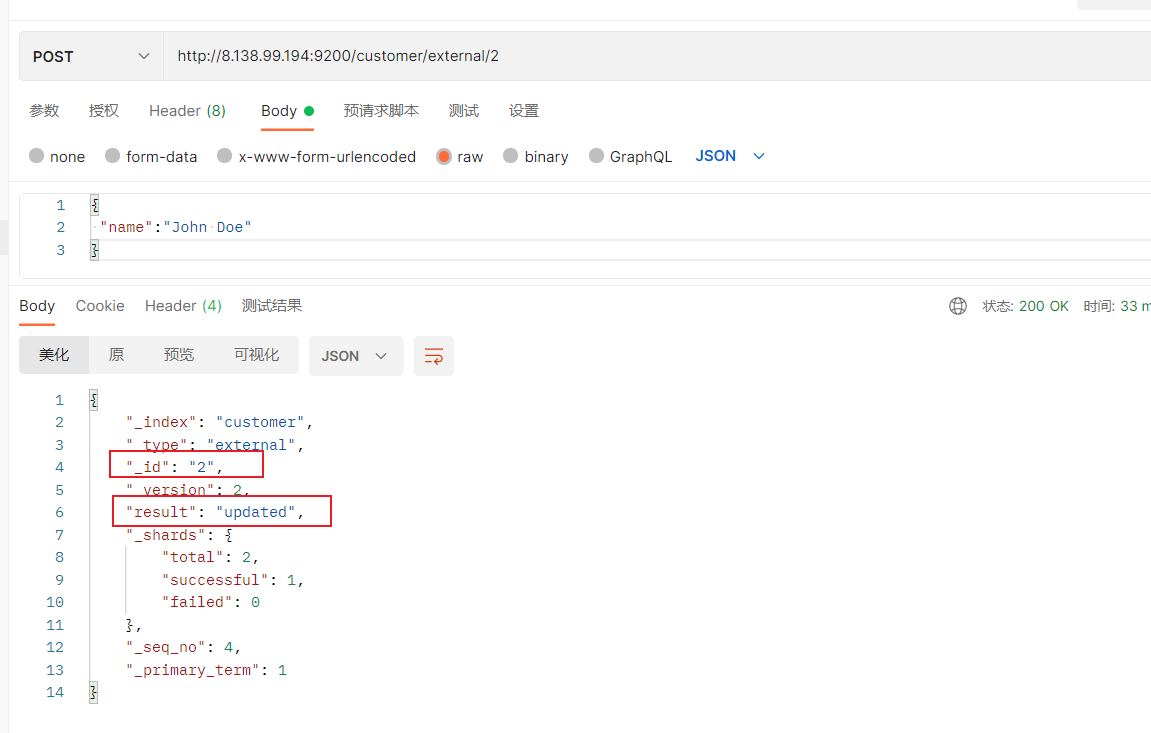 POST http://8.138.99.194:9200/customer/external/2
参数 授权 Header (8) Body 预请求脚本 测试 设置
none form-data x-www-form-urlencoded raw binary GraphQL JSON
1 {
2 "name":"John Doe"
3 }
Body Cookie Header (4) 测试结果 状态: 200 OK 时间: 33 m
美化 原 预览 可视化 JSON
1 {
2 "_index": "customer",
3 "_type": "external",
4 "_id": "2",
5 "_version": 2,
6 "result": "updated",
7 "_shards": {
8 "total": 2,
9 "successful": 1,
10 "failed": 0
11 },
12 "_seq_no": 4,
13 "_primary_term": 1
14 }